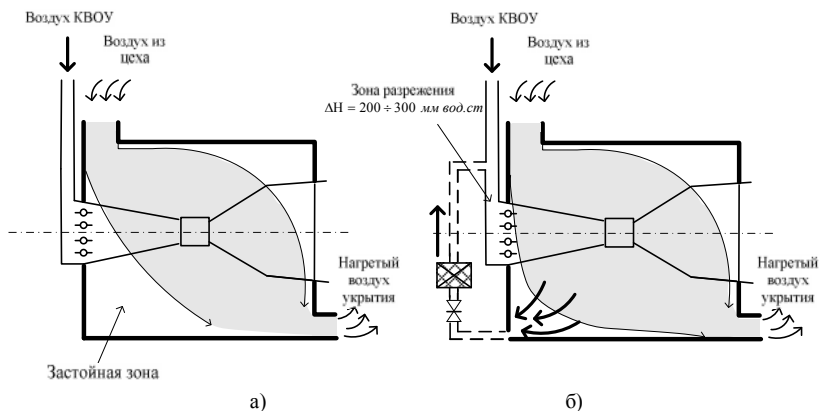 Воздух КВОУ
Воздух из
цеха
Нагретый
воздух
укрытия
Застойная зона
а)
Воздух КВОУ
Воздух из
цеха
Зона разрежения
ΔH = 200 ÷ 300 мм вод.ст
Нагретый
воздух
укрытия
б)